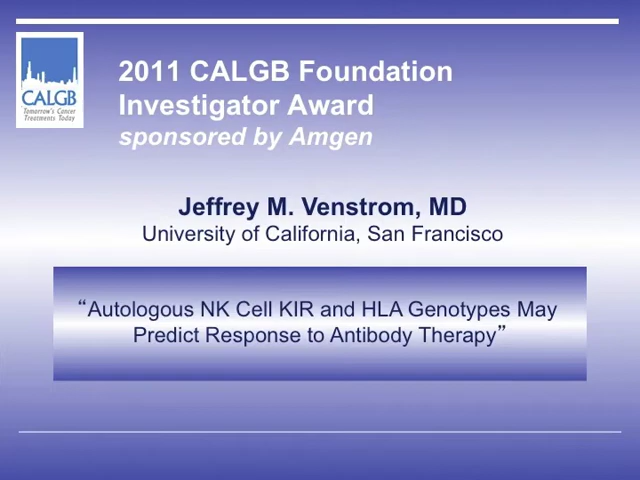 2011 CALGB Foundation
Investigator Award
sponsored by Amgen
CALGB
Tomorrow's Cancer
Treatments Today
Jeffrey M. Venstrom, MD
University of California, San Francisco
“Autologous NK Cell KIR and HLA Genotypes May
Predict Response to Antibody Therapy”